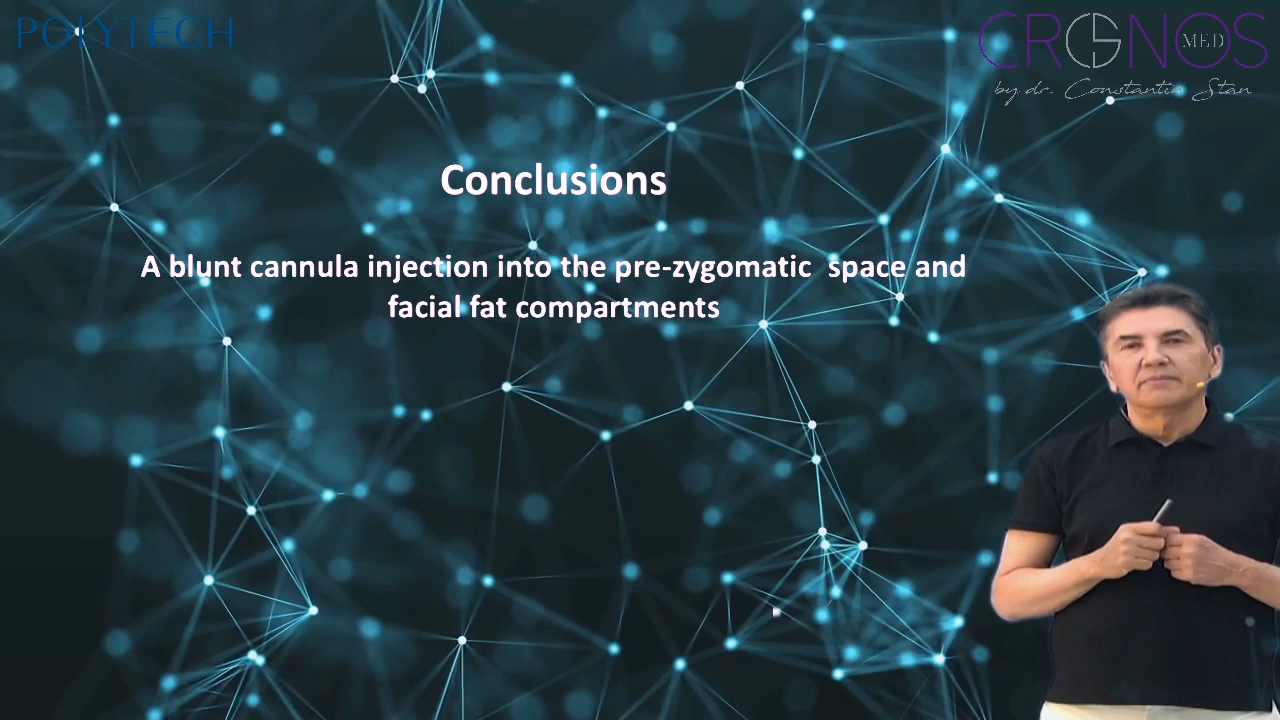 POLYTECH
CRONOS
MED
by dr. Constantin Stan
Conclusions
A blunt cannula injection into the pre-zygomatic space and
facial fat compartments